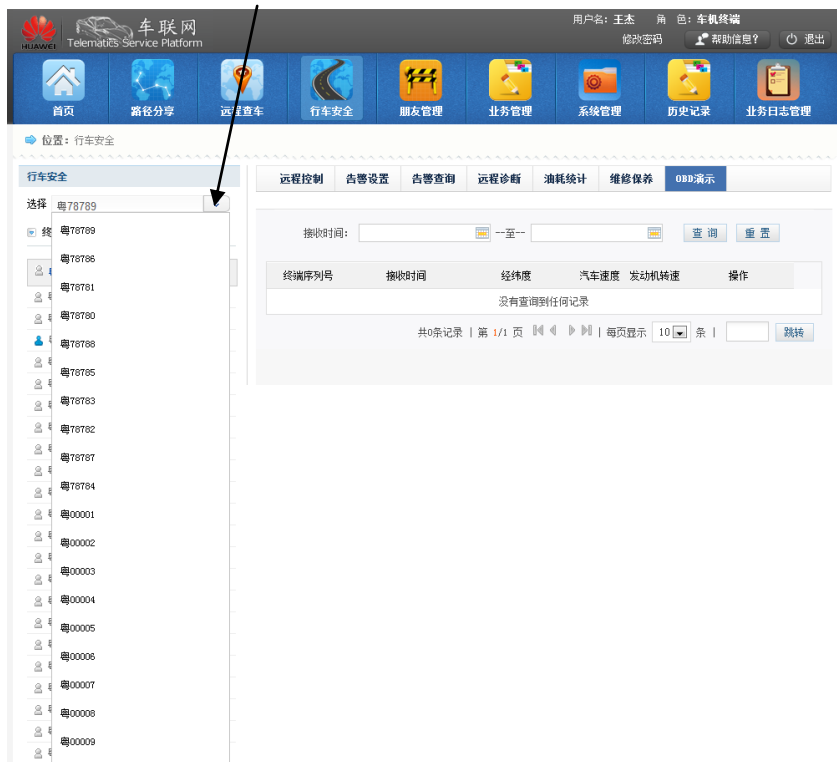 HUAWEI
车联网
Telematics Service Platform
用户名：王杰 角 色：车机终端
修改密码 帮助信息? 退出
首页 路径分享 远程查车 行车安全 朋友管理 业务管理 系统管理 历史记录 业务日志管理
位置：行车安全
行车安全
远程控制 告警设置 告警查询 远程诊断 油耗统计 维修保养 OBD演示
选择 粤78789
终
接收时间： --至-- 查 询 重 置
终端序列号 接收时间 经纬度 汽车速度 发动机转速 操作
没有查询到任何记录
共0条记录 | 第 1/1 页 | 每页显示 10 条 | 跳转
粤78789
粤78786
粤78781
粤78780
粤78788
粤78785
粤78783
粤78782
粤78787
粤78784
粤00001
粤00002
粤00003
粤00004
粤00005
粤00006
粤00007
粤00008
粤00009